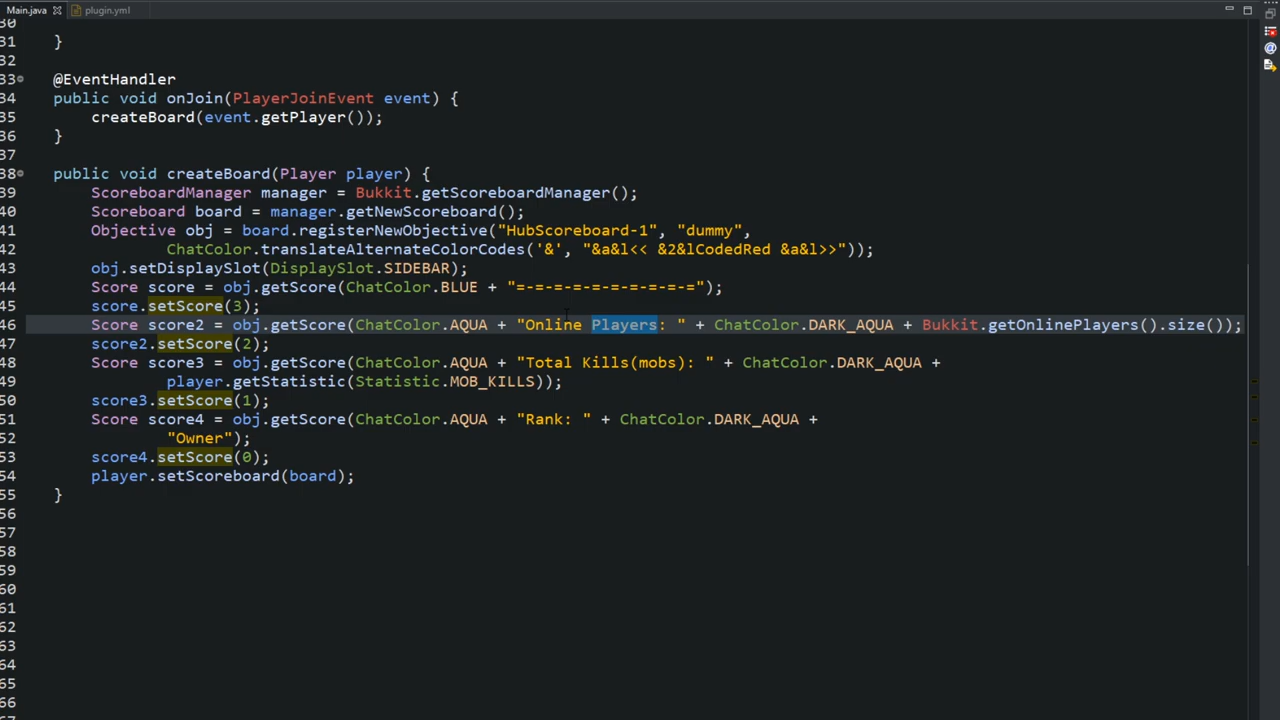 Main.java plugin.yml
30
31 }
32
33 @EventHandler
34 public void onJoin(PlayerJoinEvent event) {
35 createBoard(event.getPlayer());
36 }
37
38 public void createBoard(Player player) {
39 ScoreboardManager manager = Bukkit.getScoreboardManager();
40 Scoreboard board = manager.getNewScoreboard();
41 Objective obj = board.registerNewObjective("HubScoreboard-1", "dummy",
42 ChatColor.translateAlternateColorCodes('&', "&a&l<< &2&lCodedRed &a&l>>"));
43 obj.setDisplaySlot(DisplaySlot.SIDEBAR);
44 Score score = obj.getScore(ChatColor.BLUE + "=-=-=-=-=-=-=-=-=-=");
45 score.setScore(3);
46 Score score2 = obj.getScore(ChatColor.AQUA + "Online Players: " + ChatColor.DARK_AQUA + Bukkit.getOnlinePlayers().size());
47 score2.setScore(2);
48 Score score3 = obj.getScore(ChatColor.AQUA + "Total Kills(mobs): " + ChatColor.DARK_AQUA +
49 player.getStatistic(Statistic.MOB_KILLS));
50 score3.setScore(1);
51 Score score4 = obj.getScore(ChatColor.AQUA + "Rank: " + ChatColor.DARK_AQUA +
52 "Owner");
53 score4.setScore(0);
54 player.setScoreboard(board);
55 }
56
57
58
59
60
61
62
63
64
65
66